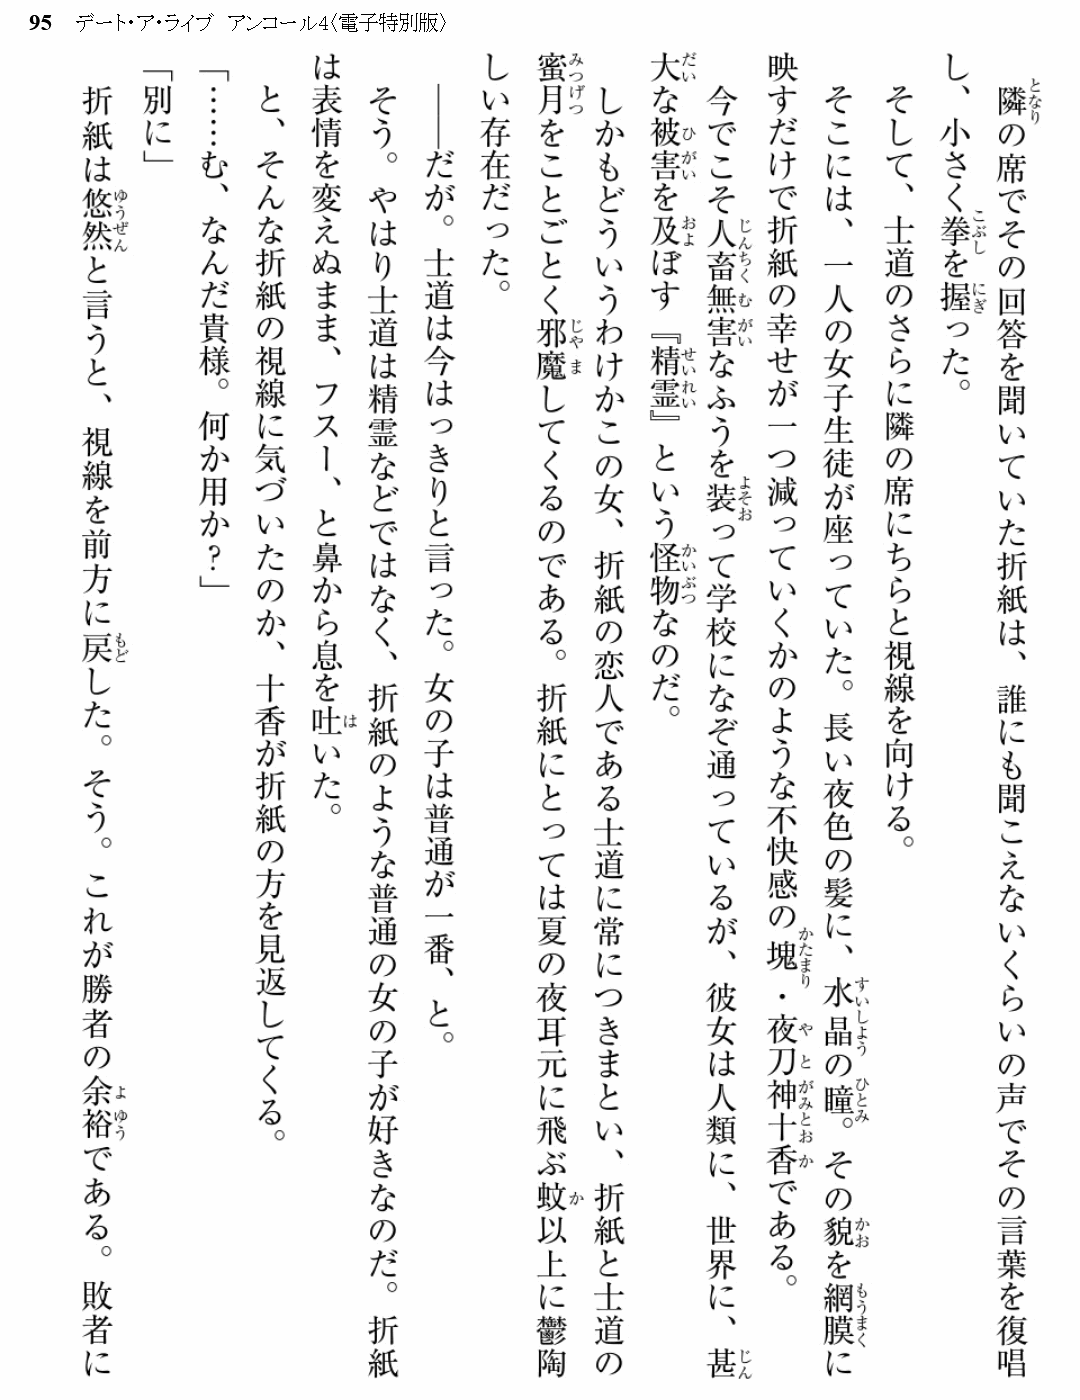 95 デート・ア・ライブ アンコール4〈電子特別版〉
隣の席でその回答を聞いていた折紙は、誰にも聞こえないくらいの声でその言葉を復唱
し、小さく拳を握った。
そして、士道のさらに隣の席にちらと視線を向ける。
そこには、一人の女子生徒が座っていた。長い夜色の髪に、水晶の瞳。その貌を網膜に
映すだけで折紙の幸せが一つ減っていくかのような不快感の塊・夜刀神十香である。
今でこそ人畜無害なふうを装って学校になぞ通っているが、彼女は人類に、世界に、甚
大な被害を及ぼす『精霊』という怪物なのだ。
しかもどういうわけかこの女、折紙の恋人である士道に常につきまとい、折紙と士道の
蜜月をことごとく邪魔してくるのである。折紙にとっては夏の夜耳元に飛ぶ蚊以上に鬱陶
しい存在だった。
――だが。士道は今はっきりと言った。女の子は普通が一番、と。
そう。やはり士道は精霊などではなく、折紙のような普通の女の子が好きなのだ。折紙
は表情を変えぬまま、フスー、と鼻から息を吐いた。
と、そんな折紙の視線に気づいたのか、十香が折紙の方を見返してくる。
「……む、なんだ貴様。何か用か？」
「別に」
折紙は悠然と言うと、視線を前方に戻した。そう。これが勝者の余裕である。敗者に